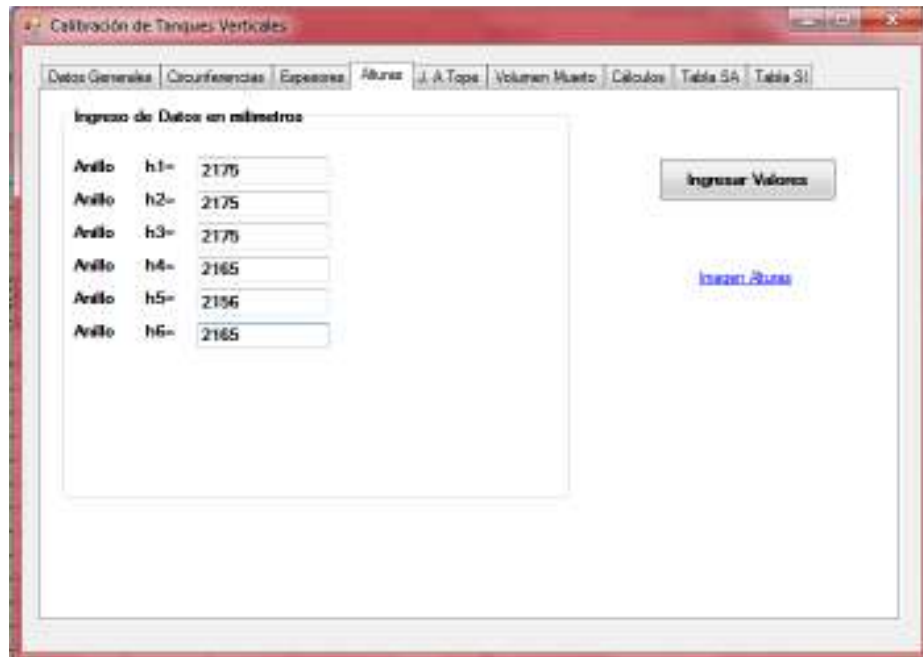 Calibración de Tanques Verticales
Datos Generales Circunferencias Espesores Alturas J. A Tope Volumen Muerto Cálculos Tabla SA Tabla SI
Ingreso de Datos en milimetros
Anillo h1= 2175
Anillo h2= 2175
Anillo h3= 2175
Anillo h4= 2165
Anillo h5= 2156
Anillo h6= 2165
Ingresar Valores
Imagen Alturas